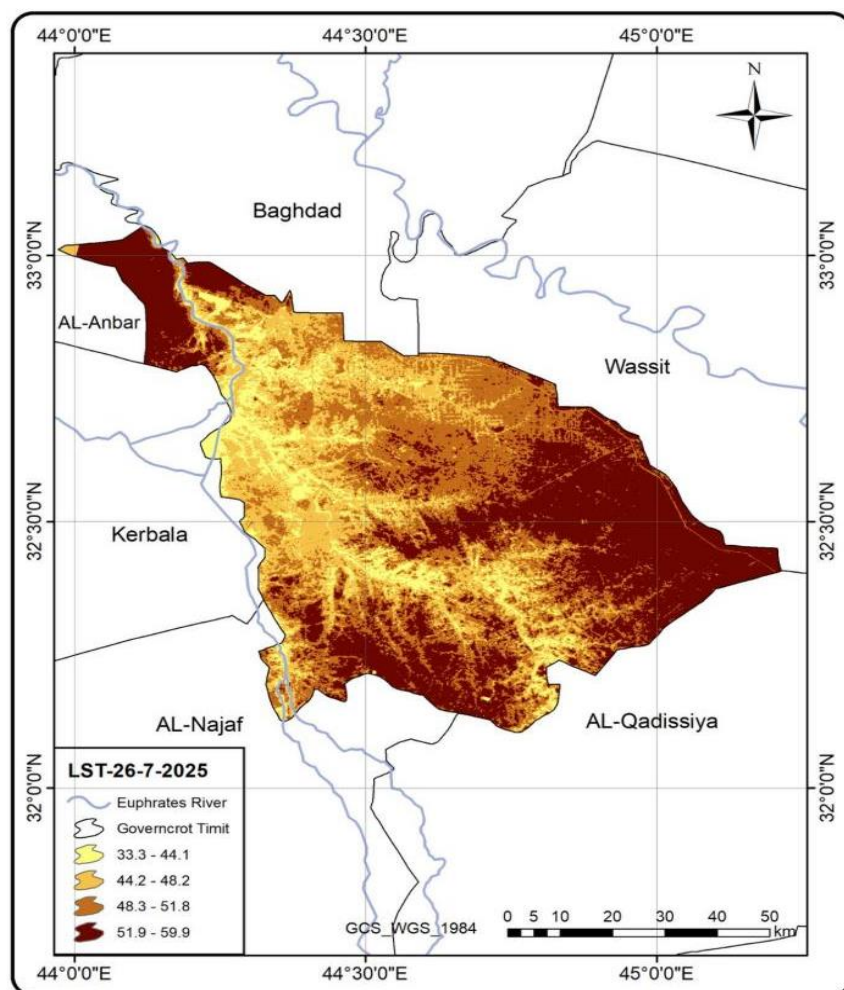 44°0'0"E
44°30'0"E
45°0'0"E
N
Baghdad
33°0'0"N
33°0'0"N
AL-Anbar
Wassit
32°30'0"N
32°30'0"N
Kerbala
AL-Najaf
AL-Qadissiya
LST-26-7-2025
Euphrates River
Governcrot Timit
33.3 - 44.1
44.2 - 48.2
48.3 - 51.8
51.9 - 59.9
32°0'0"N
32°0'0"N
GCS_WGS_1984
0 5 10 20 30 40 50
km
44°0'0"E
44°30'0"E
45°0'0"E